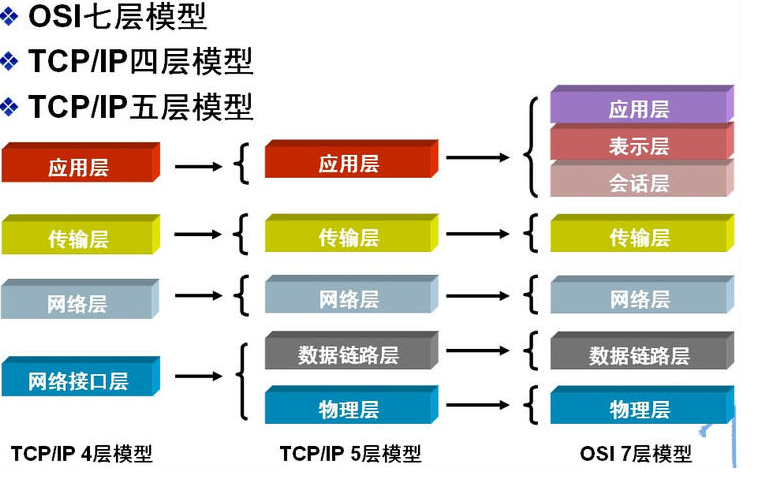 OSI七层模型
TCP/IP四层模型
TCP/IP五层模型
应用层
应用层
应用层
表示层
会话层
传输层
传输层
传输层
网络层
网络层
网络层
网络接口层
数据链路层
数据链路层
物理层
物理层
TCP/IP 4层模型
TCP/IP 5层模型
OSI 7层模型